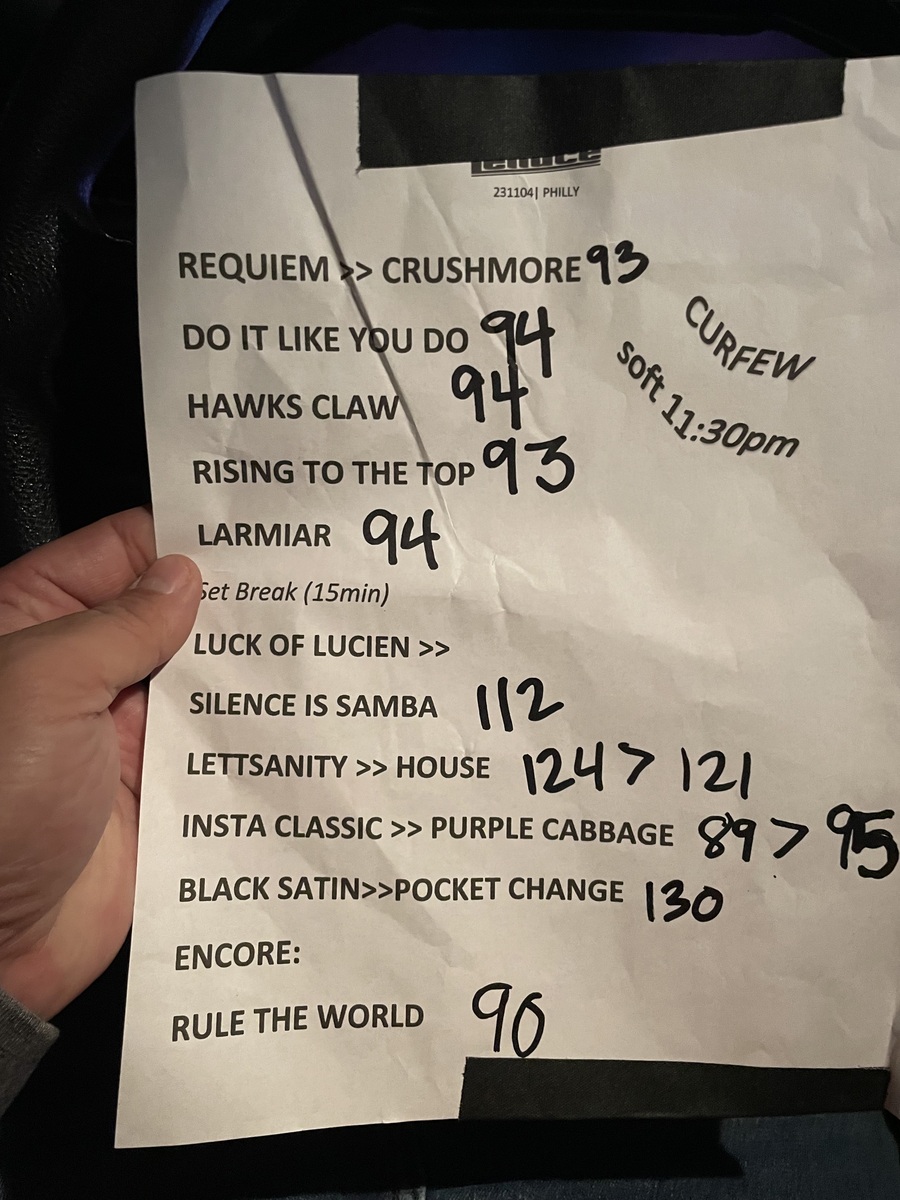 231104| PHILLY
REQUIEM >> CRUSHMORE 93
CURFEW
soft 11:30pm
DO IT LIKE YOU DO 94
HAWKS CLAW 94
RISING TO THE TOP 93
LARMIAR 94
Set Break (15min)
LUCK OF LUCIEN >>
SILENCE IS SAMBA 112
LETTSANITY >> HOUSE 124 > 121
INSTA CLASSIC >> PURPLE CABBAGE 89 > 95
BLACK SATIN>>POCKET CHANGE 130
ENCORE:
RULE THE WORLD 90